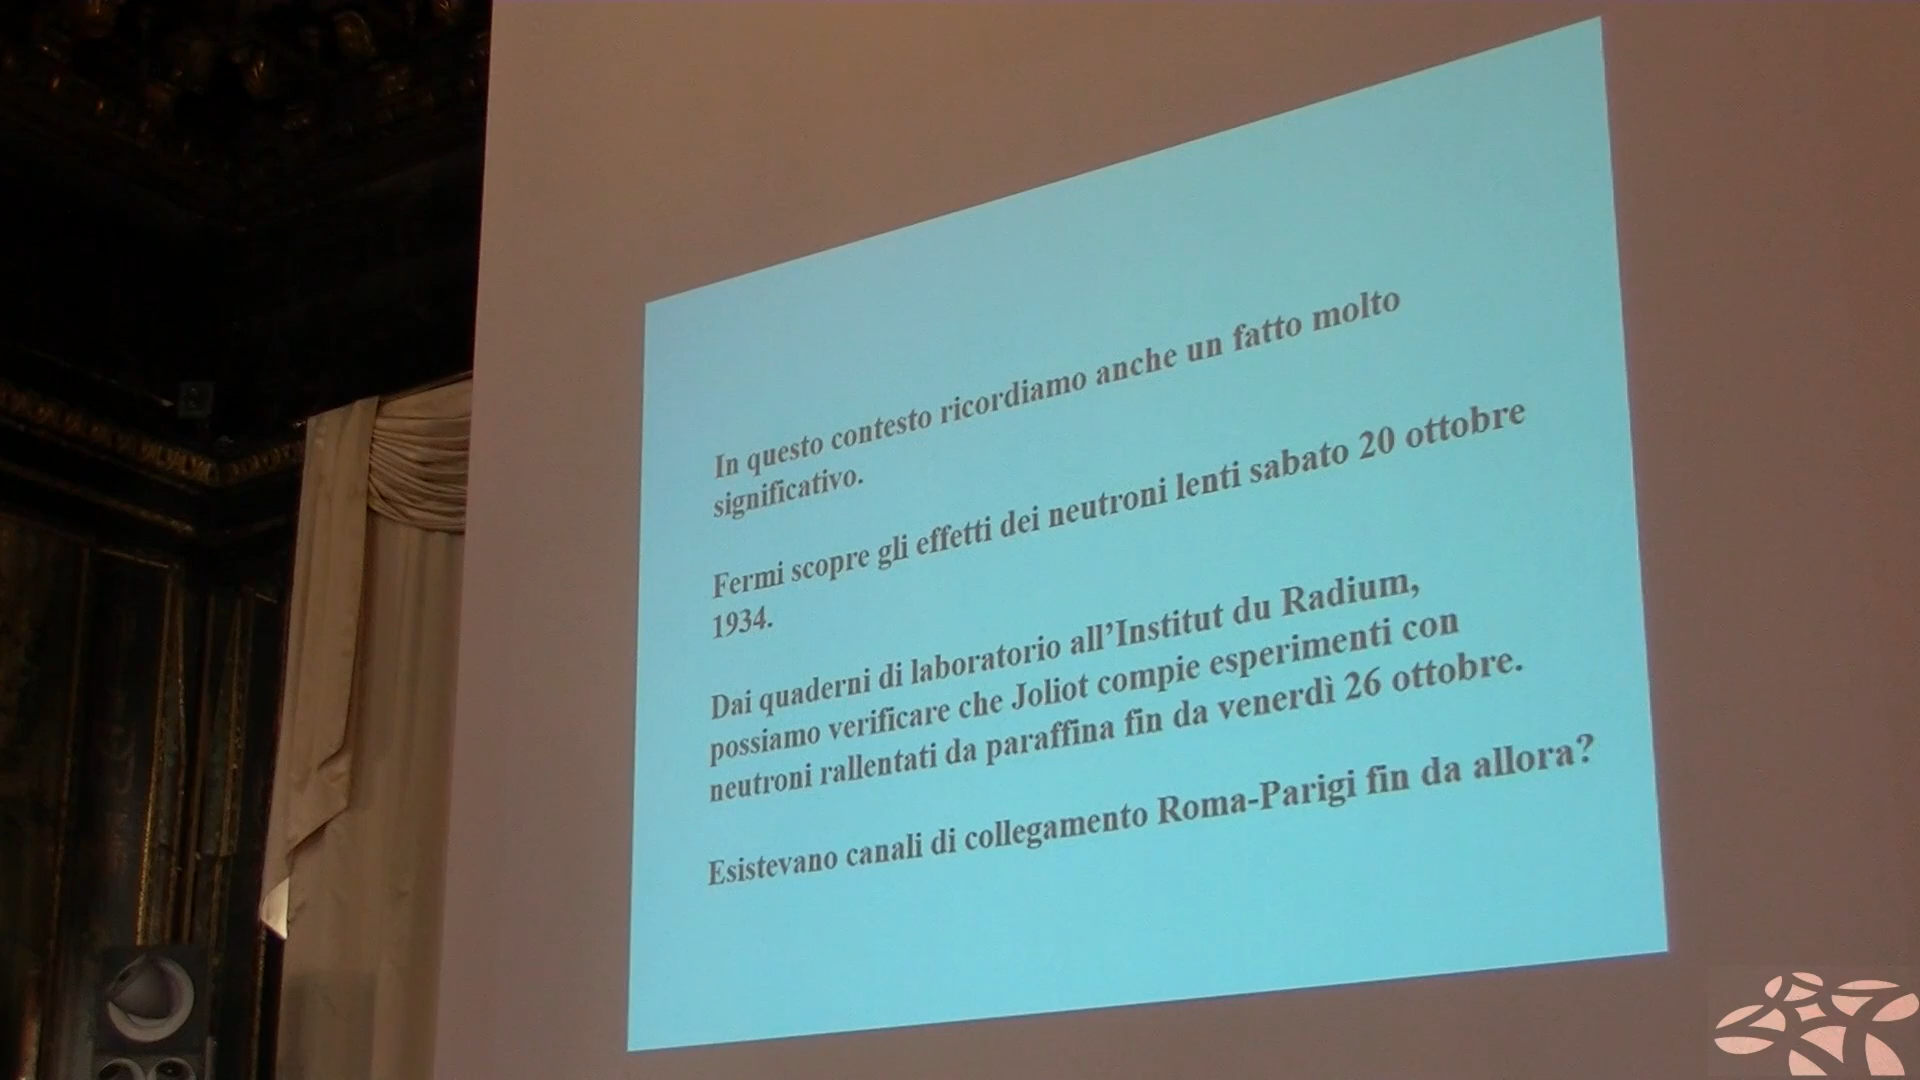 In questo contesto ricordiamo anche un fatto molto
significativo.
Fermi scopre gli effetti dei neutroni lenti sabato 20 ottobre
1934.
Dai quaderni di laboratorio all’Institut du Radium,
possiamo verificare che Joliot compie esperimenti con
neutroni rallentati da paraffina fin da venerdì 26 ottobre.
Esistevano canali di collegamento Roma-Parigi fin da allora?